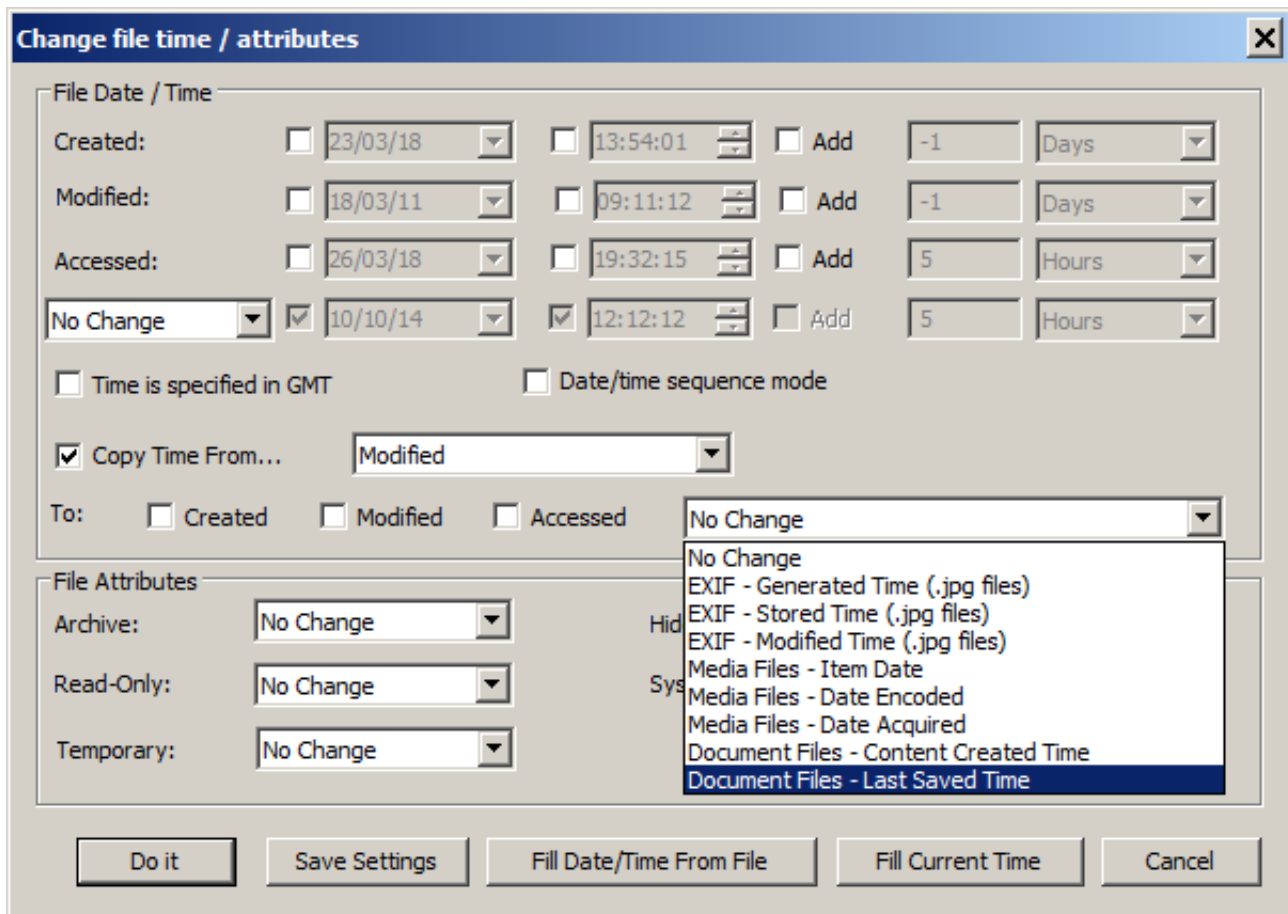 Change file time / attributes
File Date / Time
Created: 23/03/18 13:54:01 Add -1 Days
Modified: 18/03/11 09:11:12 Add -1 Days
Accessed: 26/03/18 19:32:15 Add 5 Hours
No Change 10/10/14 12:12:12 Add 5 Hours
Time is specified in GMT Date/time sequence mode
Copy Time From... Modified
To: Created Modified Accessed No Change
No Change
EXIF - Generated Time (.jpg files)
EXIF - Stored Time (.jpg files)
EXIF - Modified Time (.jpg files)
Media Files - Item Date
Media Files - Date Encoded
Media Files - Date Acquired
Document Files - Content Created Time
Document Files - Last Saved Time
File Attributes
Archive: No Change Hid
Read-Only: No Change Sys
Temporary: No Change
Do it Save Settings Fill Date/Time From File Fill Current Time Cancel